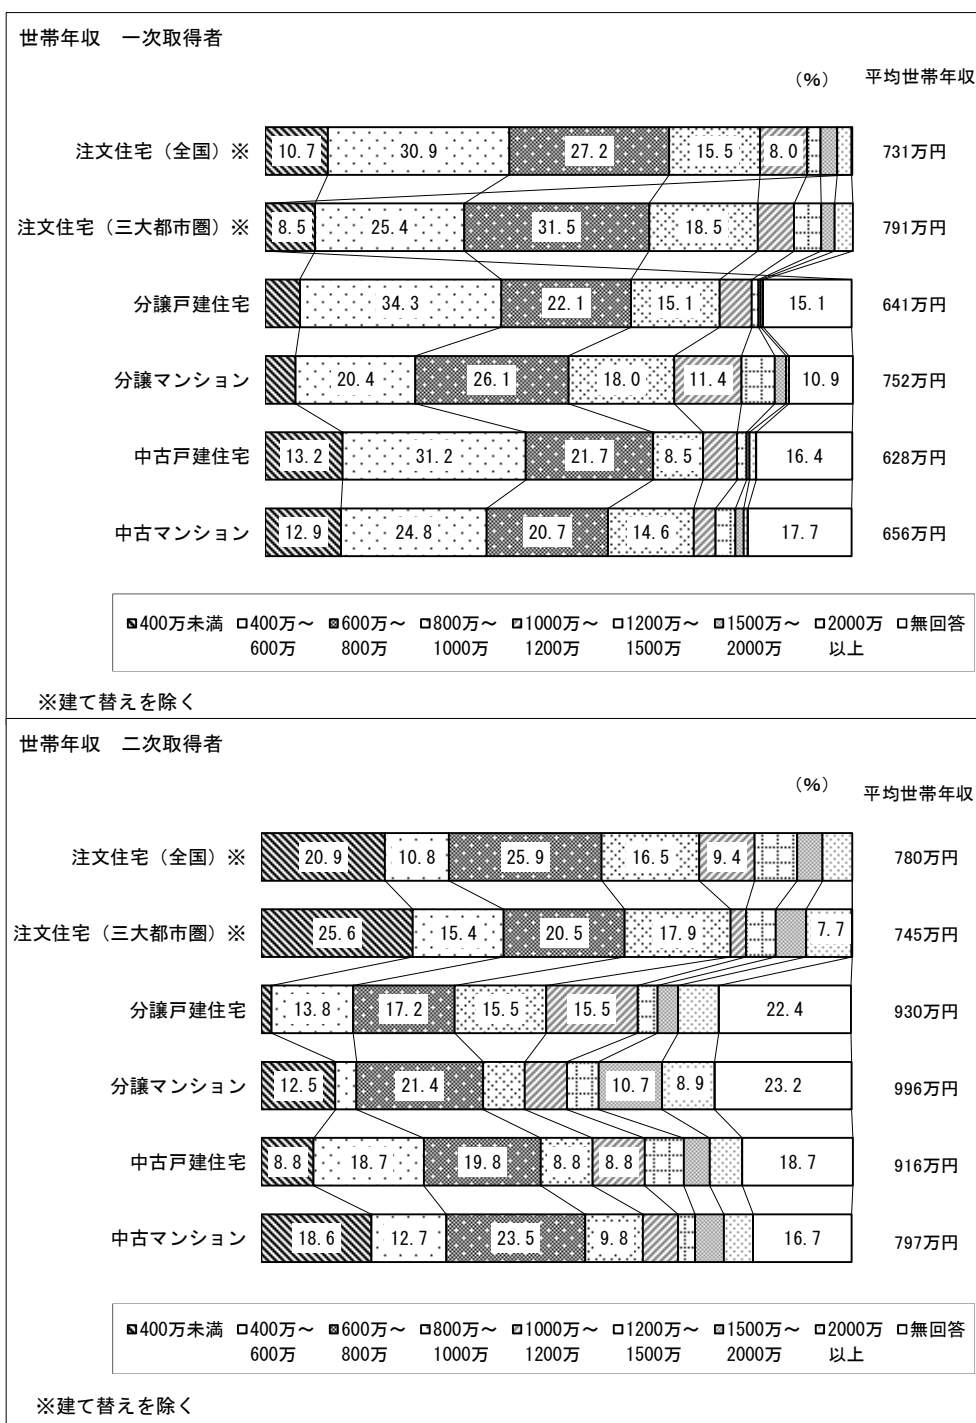 世帯年収　一次取得者
（%）　平均世帯年収
注文住宅（全国）※ 10.7 30.9 27.2 15.5 8.0 731万円
注文住宅（三大都市圏）※ 8.5 25.4 31.5 18.5 791万円
分譲戸建住宅 34.3 22.1 15.1 15.1 641万円
分譲マンション 20.4 26.1 18.0 11.4 10.9 752万円
中古戸建住宅 13.2 31.2 21.7 8.5 16.4 628万円
中古マンション 12.9 24.8 20.7 14.6 17.7 656万円
400万未満 400万～ 600万～ 800万～ 1000万～ 1200万～ 1500万～ 2000万 無回答
600万 800万 1000万 1200万 1500万 2000万 以上
※建て替えを除く
世帯年収　二次取得者
（%）　平均世帯年収
注文住宅（全国）※ 20.9 10.8 25.9 16.5 9.4 780万円
注文住宅（三大都市圏）※ 25.6 15.4 20.5 17.9 7.7 745万円
分譲戸建住宅 13.8 17.2 15.5 15.5 22.4 930万円
分譲マンション 12.5 21.4 10.7 8.9 23.2 996万円
中古戸建住宅 8.8 18.7 19.8 8.8 8.8 18.7 916万円
中古マンション 18.6 12.7 23.5 9.8 16.7 797万円
400万未満 400万～ 600万～ 800万～ 1000万～ 1200万～ 1500万～ 2000万 無回答
600万 800万 1000万 1200万 1500万 2000万 以上
※建て替えを除く